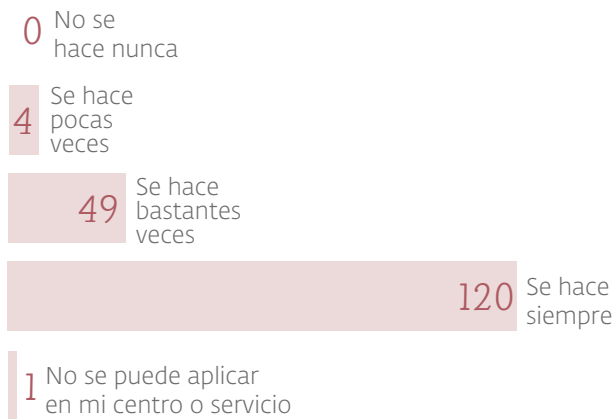 0 No se
hace nunca
4 Se hace
pocas
veces
49 Se hace
bastantes
veces
120 Se hace
siempre
1 No se puede aplicar
en mi centro o servicio